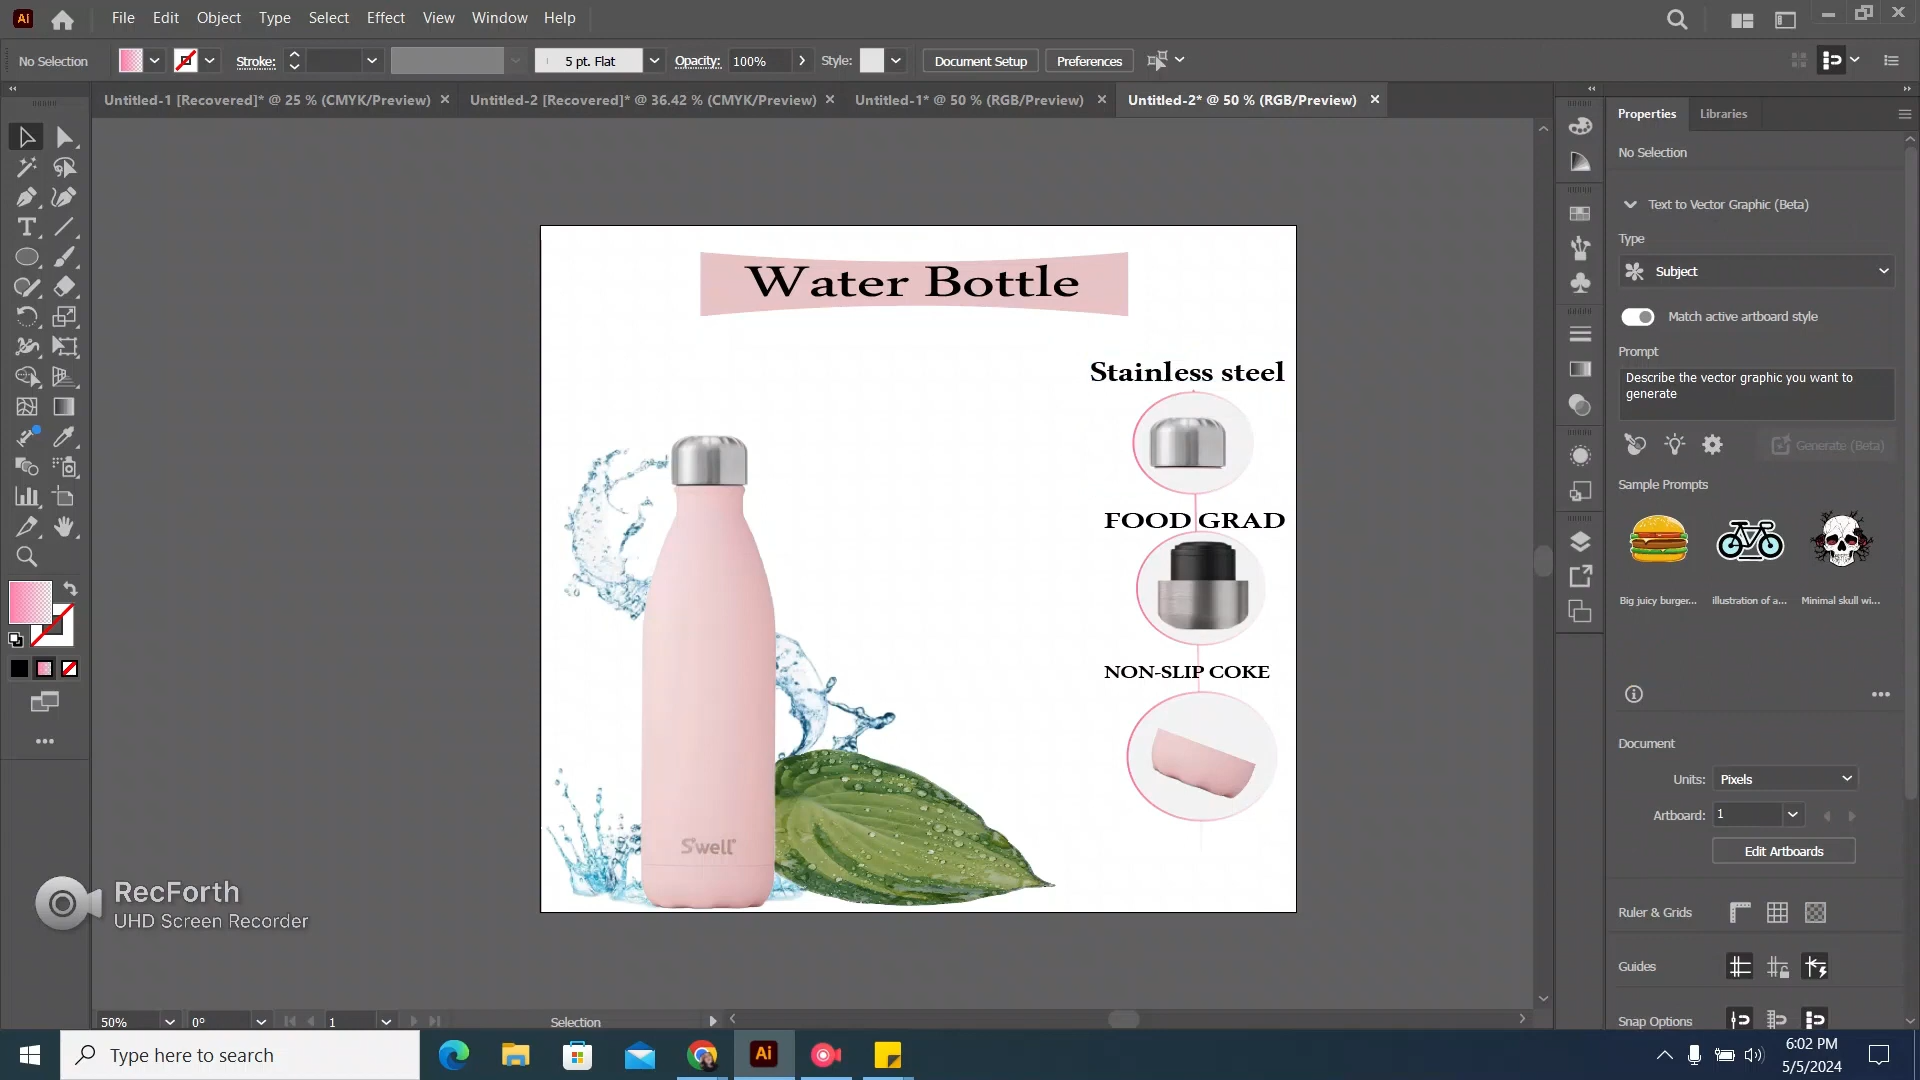 Ai File Edit Object Type Select Effect View Window Help
No Selection Stroke: 5 pt. Flat Opacity: 100% Style: Document Setup Preferences
Untitled-1 [Recovered]* @ 25 % (CMYK/Preview) Untitled-2 [Recovered]* @ 36.42 % (CMYK/Preview) Untitled-1* @ 50 % (RGB/Preview) Untitled-2* @ 50 % (RGB/Preview)
Properties Libraries
No Selection
Text to Vector Graphic (Beta)
Type
Subject
Match active artboard style
Prompt
Describe the vector graphic you want to
generate
Generate (Beta)
Sample Prompts
Big juicy burger... illustration of a... Minimal skull wi...
Document
Units: Pixels
Artboard: 1
Edit Artboards
Ruler & Grids
Guides
Snap Options
Water Bottle
Stainless steel
FOOD GRAD
NON-SLIP COKE
S'well
RecForth
UHD Screen Recorder
50% 0° 1 Selection
Type here to search
Ai
6:02 PM
5/5/2024